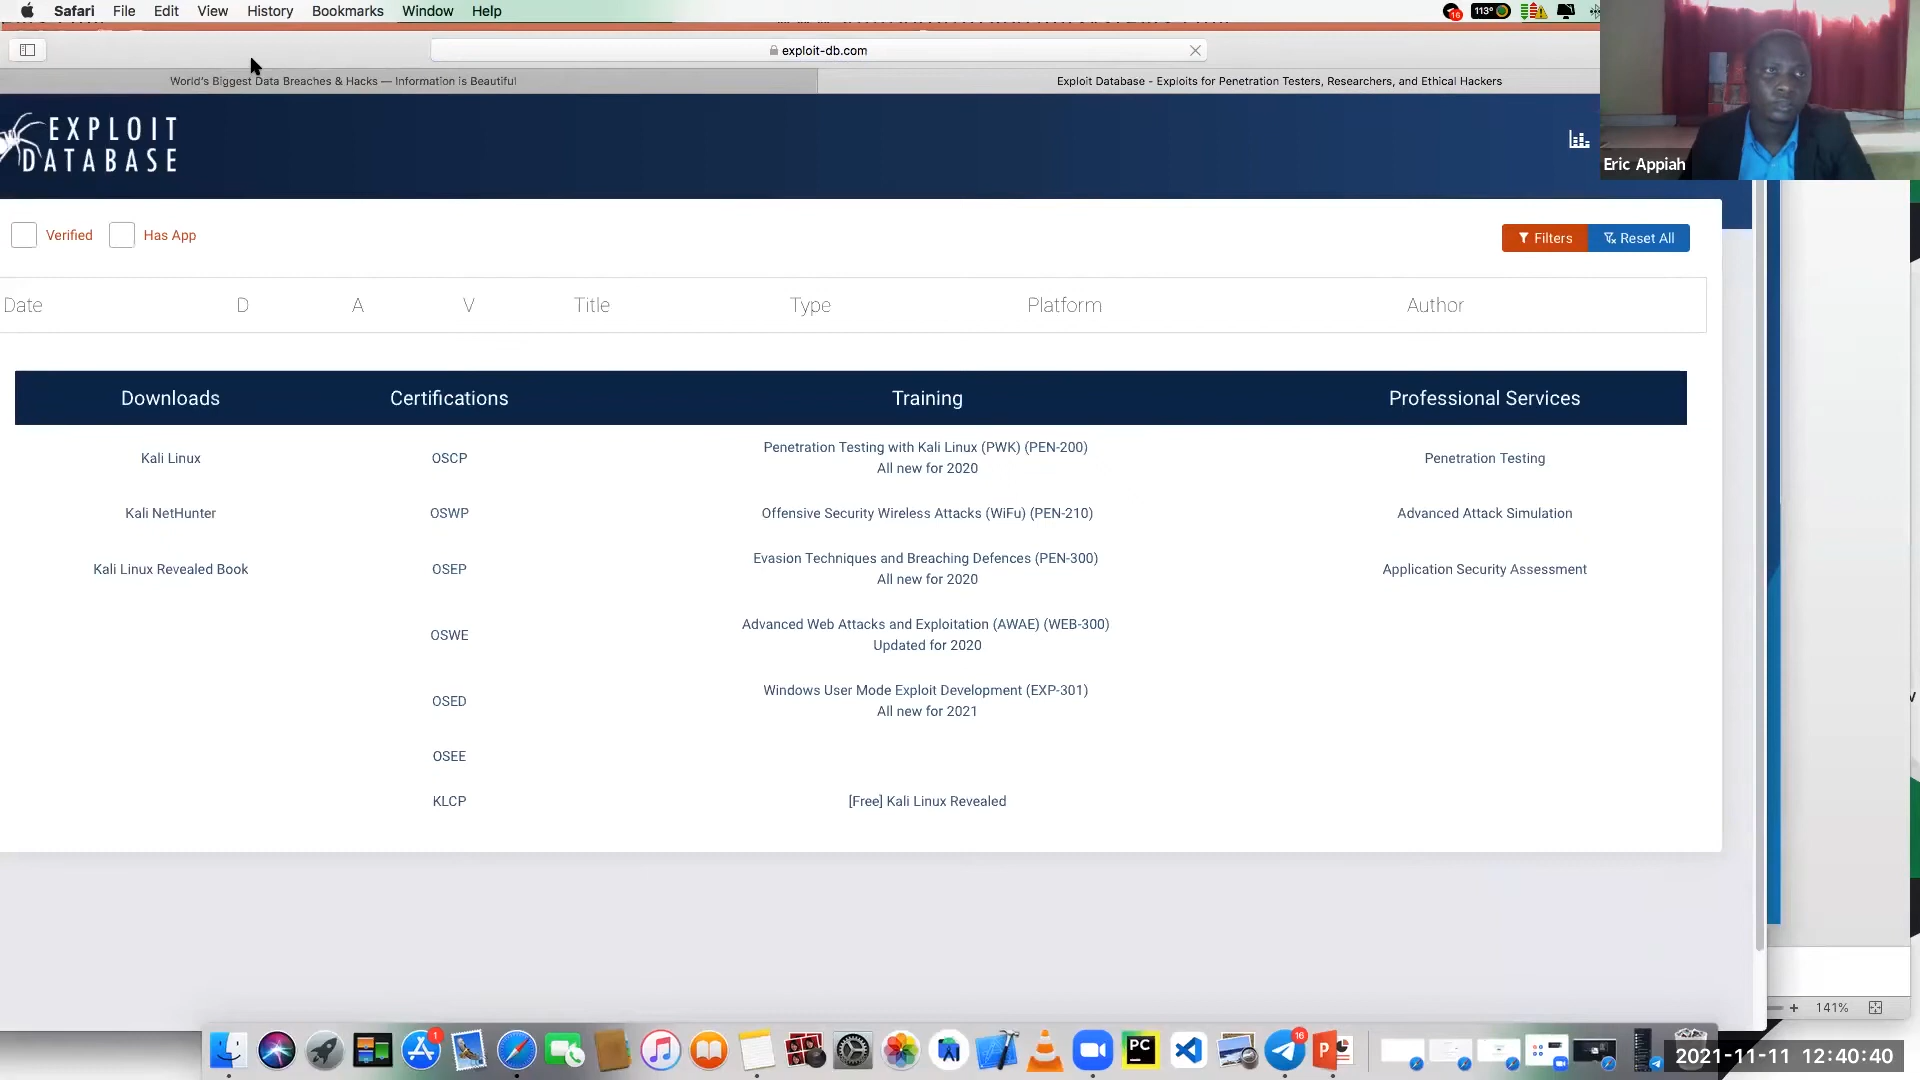 Safari File Edit View History Bookmarks Window Help
16 113°
exploit-db.com
World's Biggest Data Breaches & Hacks — Information is Beautiful
Exploit Database - Exploits for Penetration Testers, Researchers, and Ethical Hackers
EXPLOIT
DATABASE
Eric Appiah
Verified Has App
Filters Reset All
Date D A V Title Type Platform Author
Downloads Certifications Training Professional Services
Kali Linux OSCP Penetration Testing with Kali Linux (PWK) (PEN-200) Penetration Testing
All new for 2020
Kali NetHunter OSWP Offensive Security Wireless Attacks (WiFu) (PEN-210) Advanced Attack Simulation
Evasion Techniques and Breaching Defences (PEN-300)
Kali Linux Revealed Book OSEP All new for 2020 Application Security Assessment
OSWE Advanced Web Attacks and Exploitation (AWAE) (WEB-300)
Updated for 2020
OSED Windows User Mode Exploit Development (EXP-301)
All new for 2021
OSEE
KLCP [Free] Kali Linux Revealed
141%
1
PC
16
P
2021-11-11 12:40:40